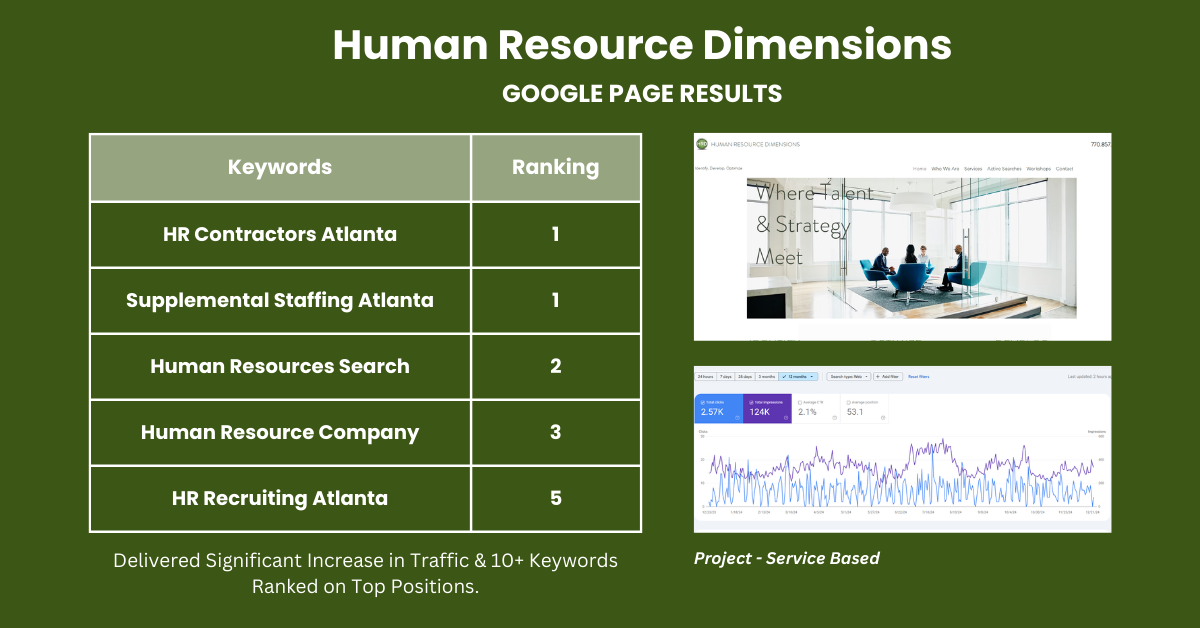 Human Resource Dimensions
GOOGLE PAGE RESULTS
Keywords Ranking
HR Contractors Atlanta 1
Supplemental Staffing Atlanta 1
Human Resources Search 2
Human Resource Company 3
HR Recruiting Atlanta 5
Delivered Significant Increase in Traffic & 10+ Keywords
Ranked on Top Positions.
HRD HUMAN RESOURCE DIMENSIONS 770.857
Identify. Develop. Optimize.
Home Who We Are Services Active Searches Workshops Contact
Where Talent
& Strategy
Meet
24 hours 7 days 28 days 3 months 12 months Search type: Web Add filter Reset filters Last updated: 2 hours
Total clicks Total impressions Average CTR Average position
2.57K 124K 2.1% 53.1
Clicks Impressions
Project - Service Based